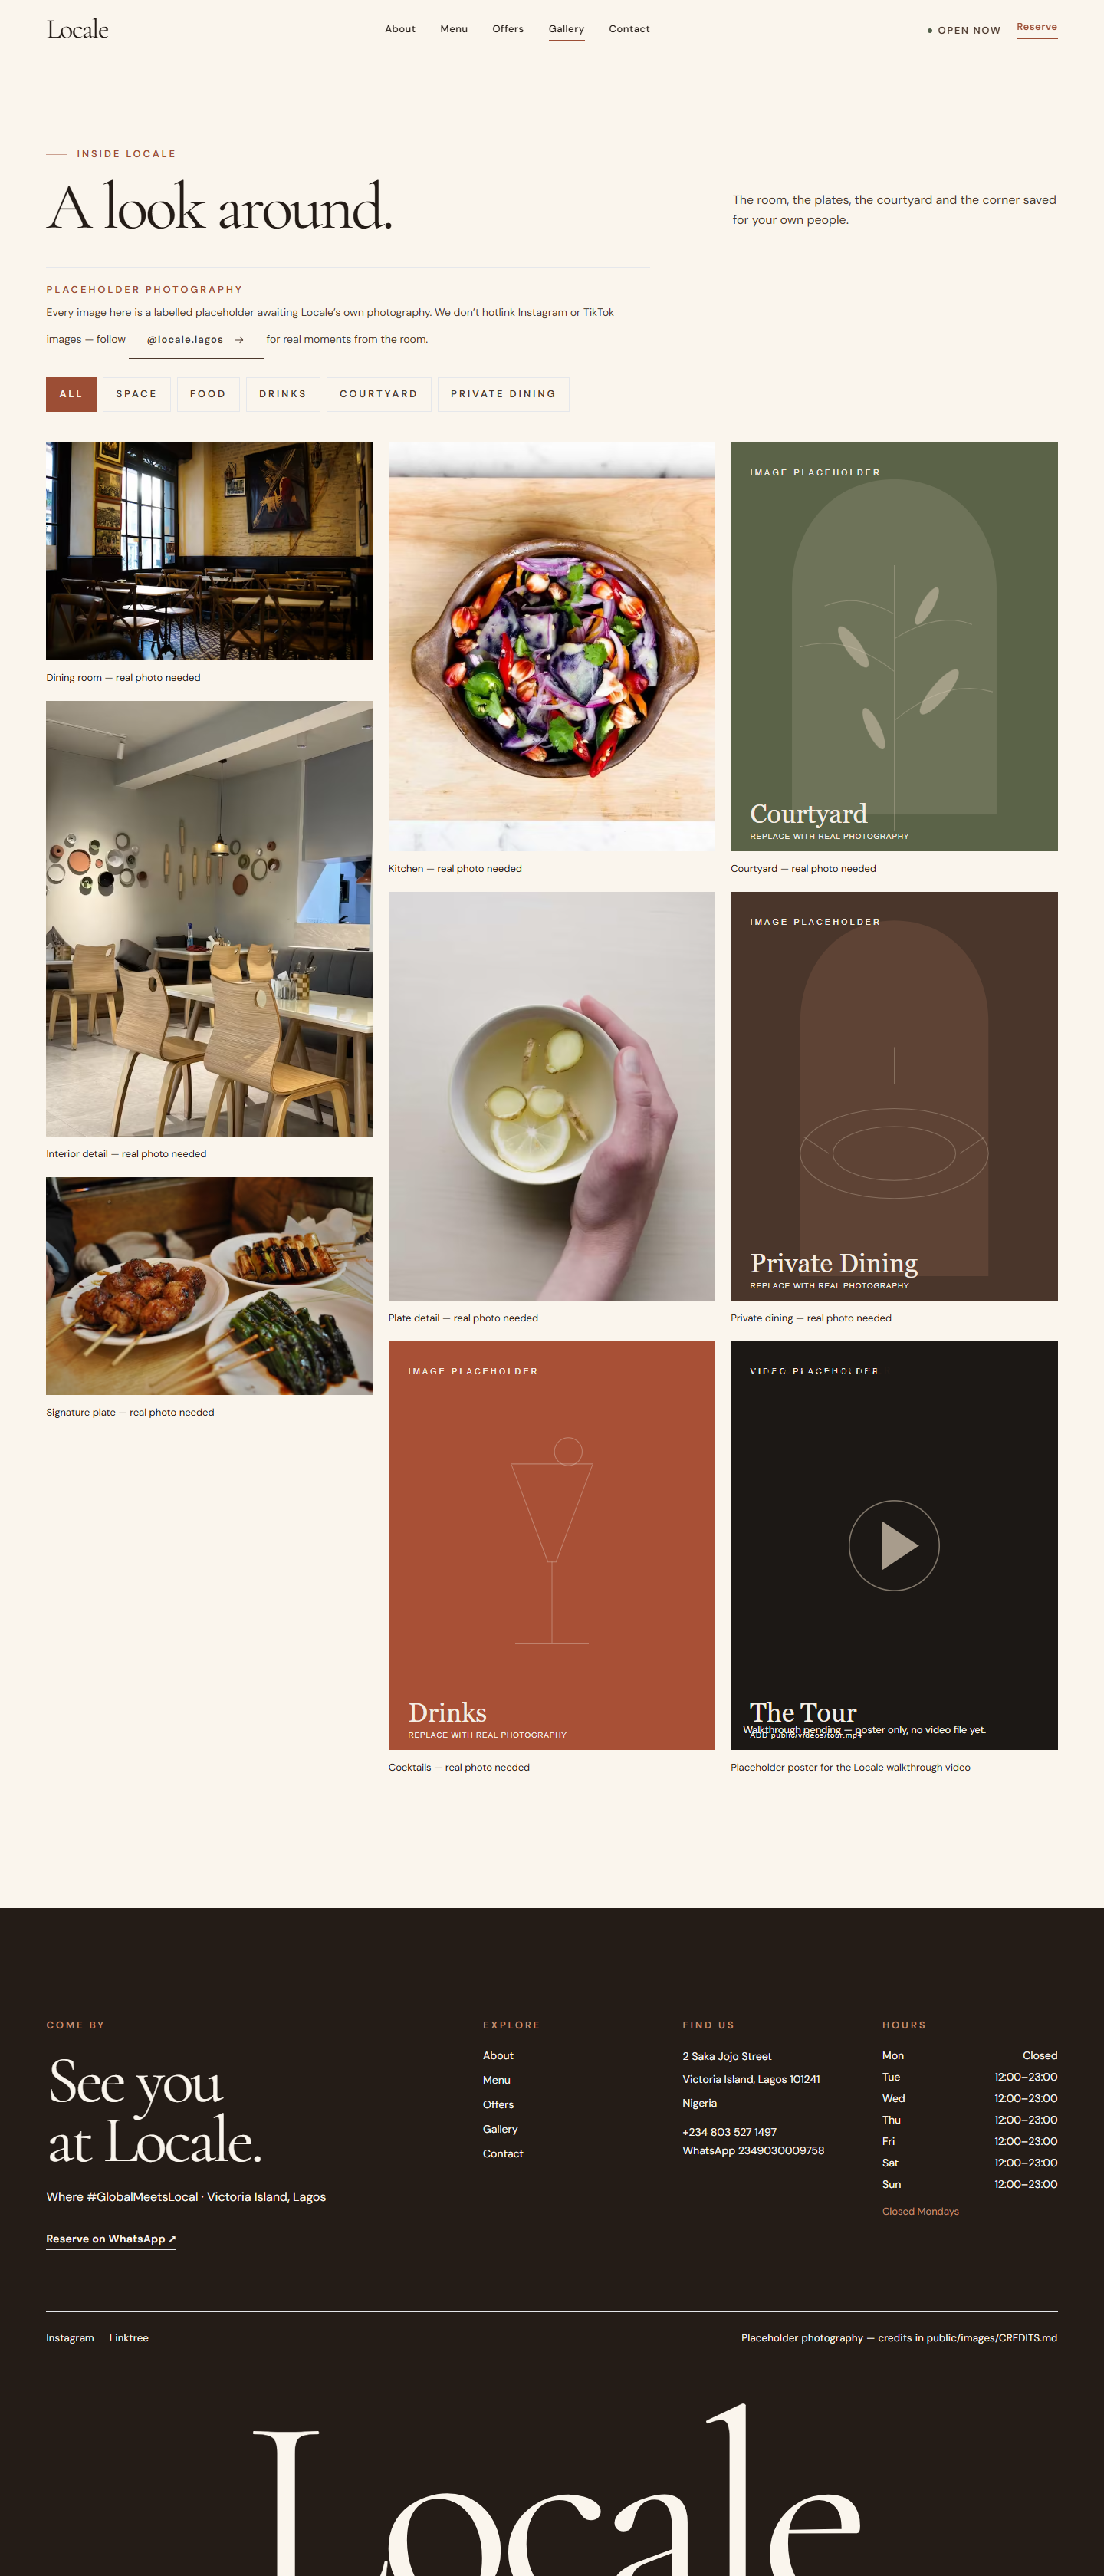 Locale
About
Menu
Offers
Gallery
Contact
OPEN NOW
Reserve
INSIDE LOCALE
A look around.
The room, the plates, the courtyard and the corner saved
for your own people.
PLACEHOLDER PHOTOGRAPHY
Every image here is a labelled placeholder awaiting Locale’s own photography. We don’t hotlink Instagram or TikTok
images — follow @locale.lagos → for real moments from the room.
ALL
SPACE
FOOD
DRINKS
COURTYARD
PRIVATE DINING
Dining room — real photo needed
Interior detail — real photo needed
Signature plate — real photo needed
Kitchen — real photo needed
Plate detail — real photo needed
IMAGE PLACEHOLDER
Drinks
REPLACE WITH REAL PHOTOGRAPHY
Cocktails — real photo needed
IMAGE PLACEHOLDER
Courtyard
REPLACE WITH REAL PHOTOGRAPHY
Courtyard — real photo needed
IMAGE PLACEHOLDER
Private Dining
REPLACE WITH REAL PHOTOGRAPHY
Private dining — real photo needed
VIDEO PLACEHOLDER
The Tour
Walkthrough pending — poster only, no video file yet.
ADD public/videos/tour.mp4
Placeholder poster for the Locale walkthrough video
COME BY
See you
at Locale.
Where #GlobalMeetsLocal · Victoria Island, Lagos
Reserve on WhatsApp ↗
EXPLORE
About
Menu
Offers
Gallery
Contact
FIND US
2 Saka Jojo Street
Victoria Island, Lagos 101241
Nigeria
+234 803 527 1497
WhatsApp 2349030009758
HOURS
Mon Closed
Tue 12:00–23:00
Wed 12:00–23:00
Thu 12:00–23:00
Fri 12:00–23:00
Sat 12:00–23:00
Sun 12:00–23:00
Closed Mondays
Instagram
Linktree
Placeholder photography — credits in public/images/CREDITS.md
Locale